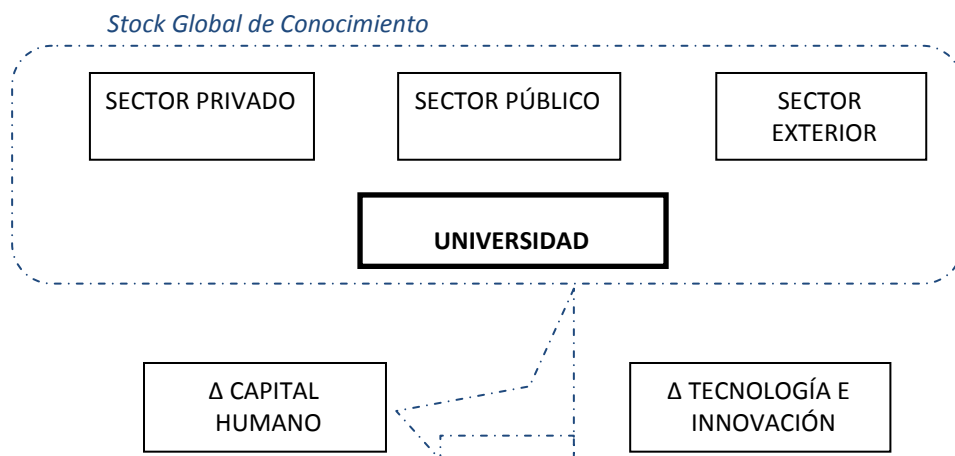 Stock Global de Conocimiento
SECTOR PRIVADO
SECTOR PÚBLICO
SECTOR
EXTERIOR
UNIVERSIDAD
Δ CAPITAL
HUMANO
Δ TECNOLOGÍA E
INNOVACIÓN